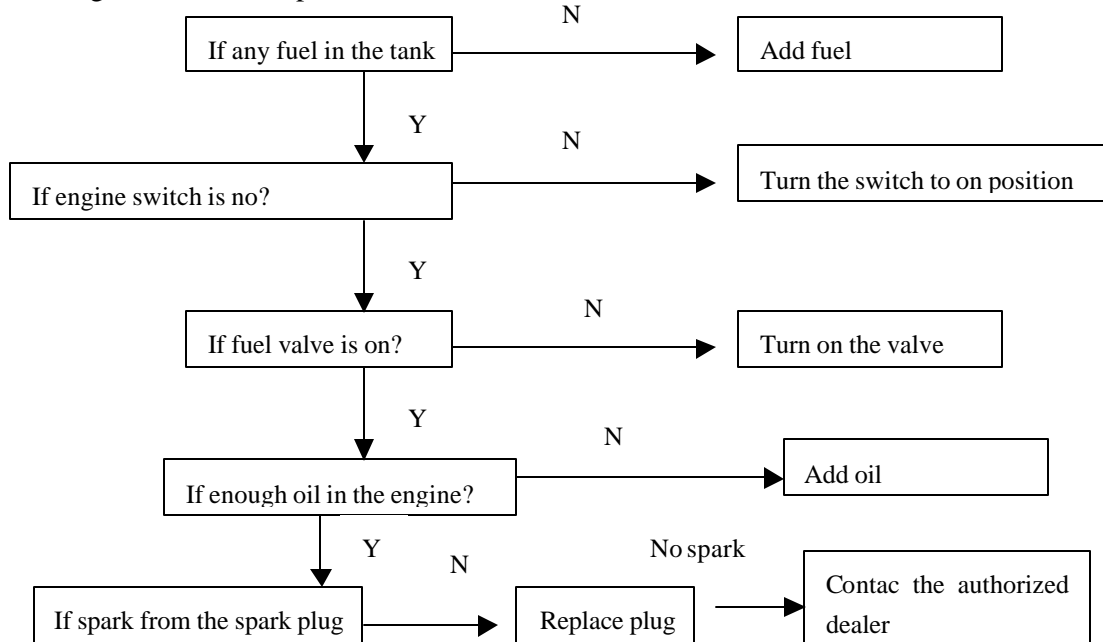 N
If any fuel in the tank
Add fuel
Y
N
If engine switch is no?
Turn the switch to on position
Y
N
If fuel valve is on?
Turn on the valve
Y
N
If enough oil in the engine?
Add oil
Y
N
No spark
If spark from the spark plug
Replace plug
Contac the authorized
dealer